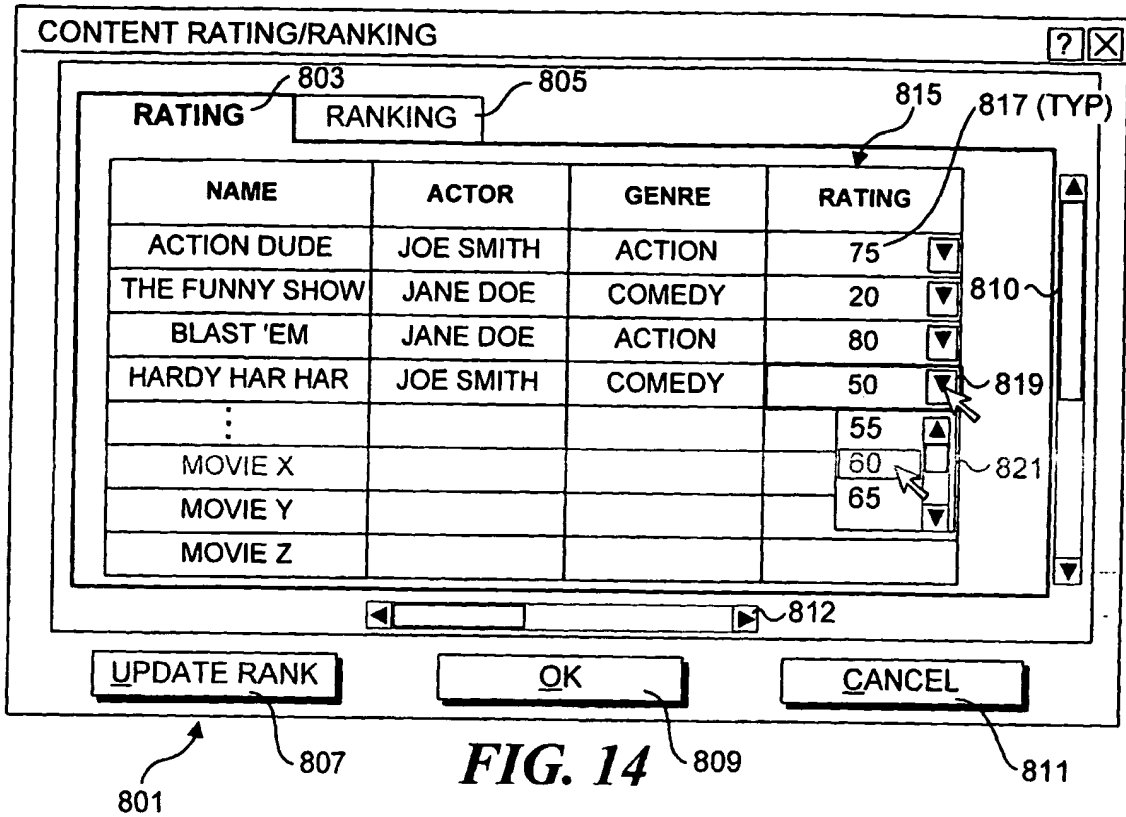 CONTENT RATING/RANKING ?
803 805 815 817 (TYP)
RATING RANKING
NAME ACTOR GENRE RATING
ACTION DUDE JOE SMITH ACTION 75
THE FUNNY SHOW JANE DOE COMEDY 20 810
BLAST 'EM JANE DOE ACTION 80
HARDY HAR HAR JOE SMITH COMEDY 50 819
⋮ 55
MOVIE X 60 821
MOVIE Y 65
MOVIE Z
812
UPDATE RANK OK CANCEL
801 807 FIG. 14 809 811